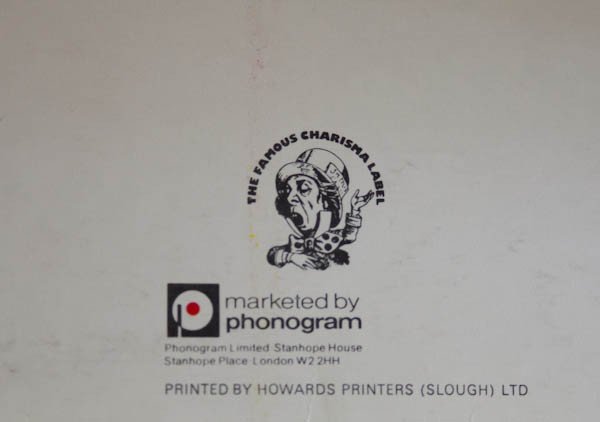 THE FAMOUS CHARISMA LABEL
marketed by
phonogram
Phonogram Limited Stanhope House
Stanhope Place London W2 2HH
PRINTED BY HOWARDS PRINTERS (SLOUGH) LTD